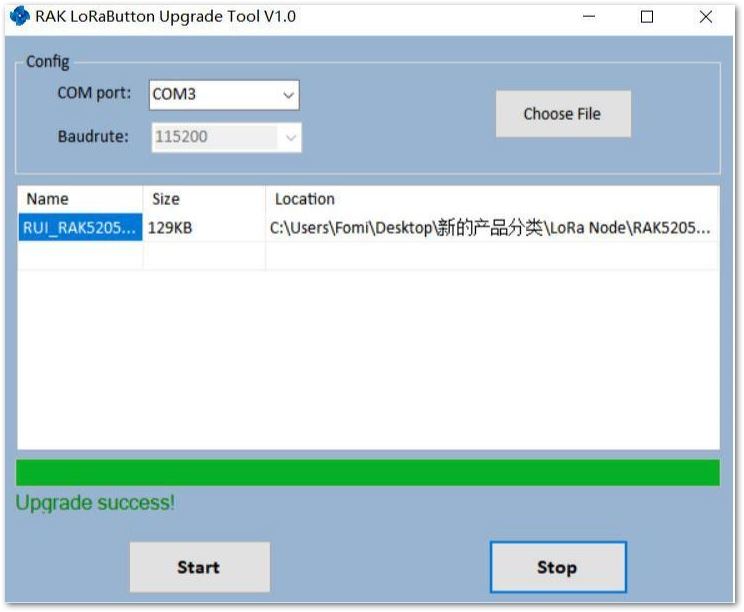 RAK LoRaButton Upgrade Tool V1.0
Config
COM port: COM3
Choose File
Baudrute: 115200
Name Size Location
RUI_RAK5205... 129KB C:\Users\Fomi\Desktop\新的产品分类\LoRa Node\RAK5205...
Upgrade success!
Start Stop